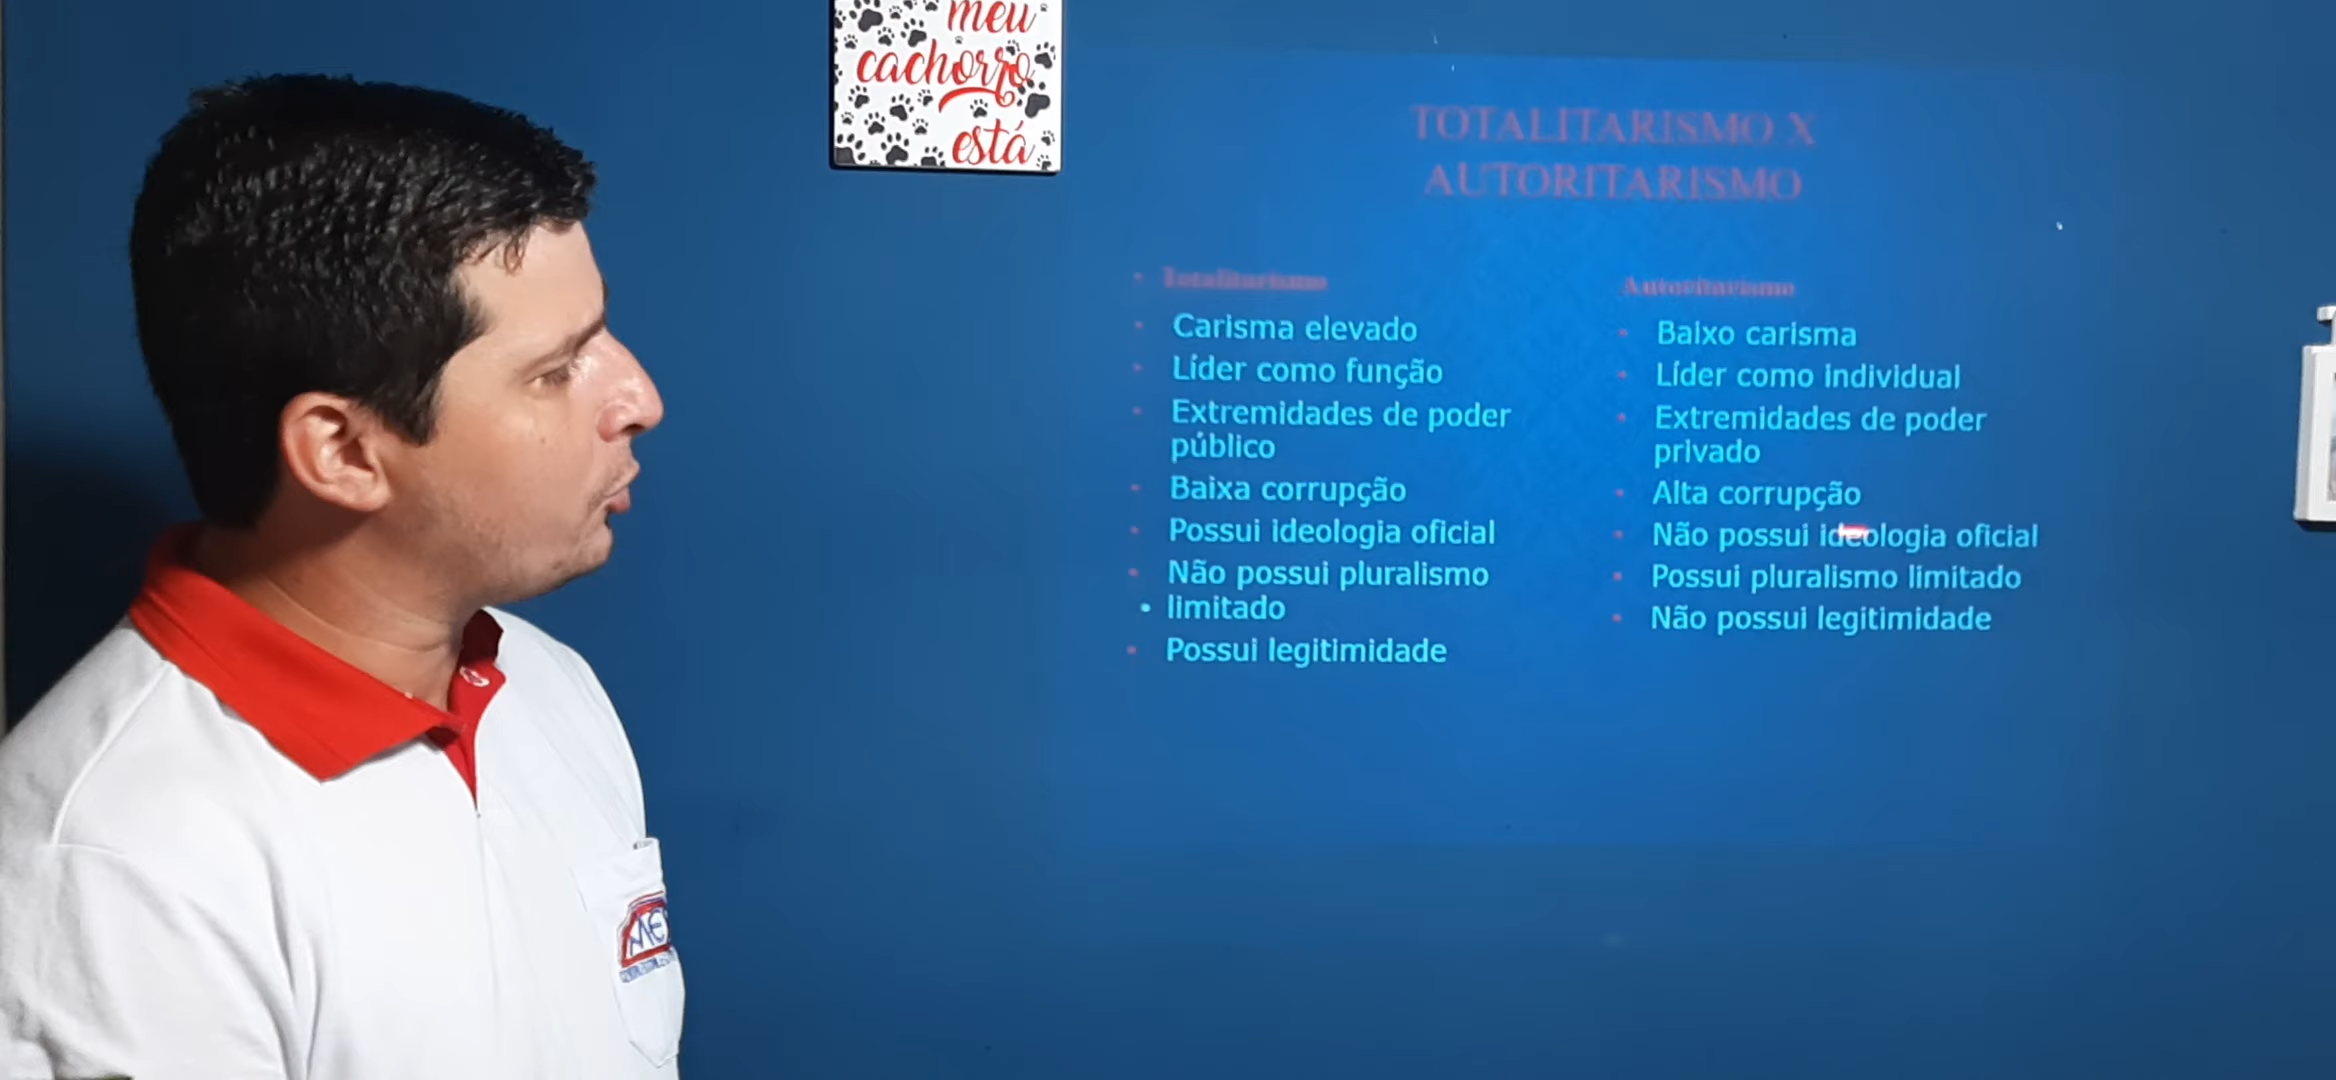 meu
cachorro
está
TOTALITARISMO X
AUTORITARISMO
• Totalitarismo
• Carisma elevado
• Líder como função
• Extremidades de poder
público
• Baixa corrupção
• Possui ideologia oficial
• Não possui pluralismo
• limitado
• Possui legitimidade
Autoritarismo
• Baixo carisma
• Líder como individual
• Extremidades de poder
privado
• Alta corrupção
• Não possui ideologia oficial
• Possui pluralismo limitado
• Não possui legitimidade